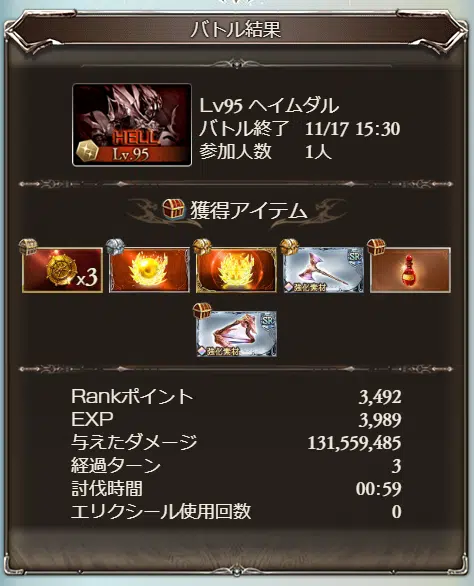 バトル結果
HELL
Lv.95
Lv95 ヘイムダル
バトル終了 11/17 15:30
参加人数 1人
獲得アイテム
x3
SR
強化素材
SR
強化素材
Rankポイント 3,492
EXP 3,989
与えたダメージ 131,559,485
経過ターン 3
討伐時間 00:59
エリクシール使用回数 0